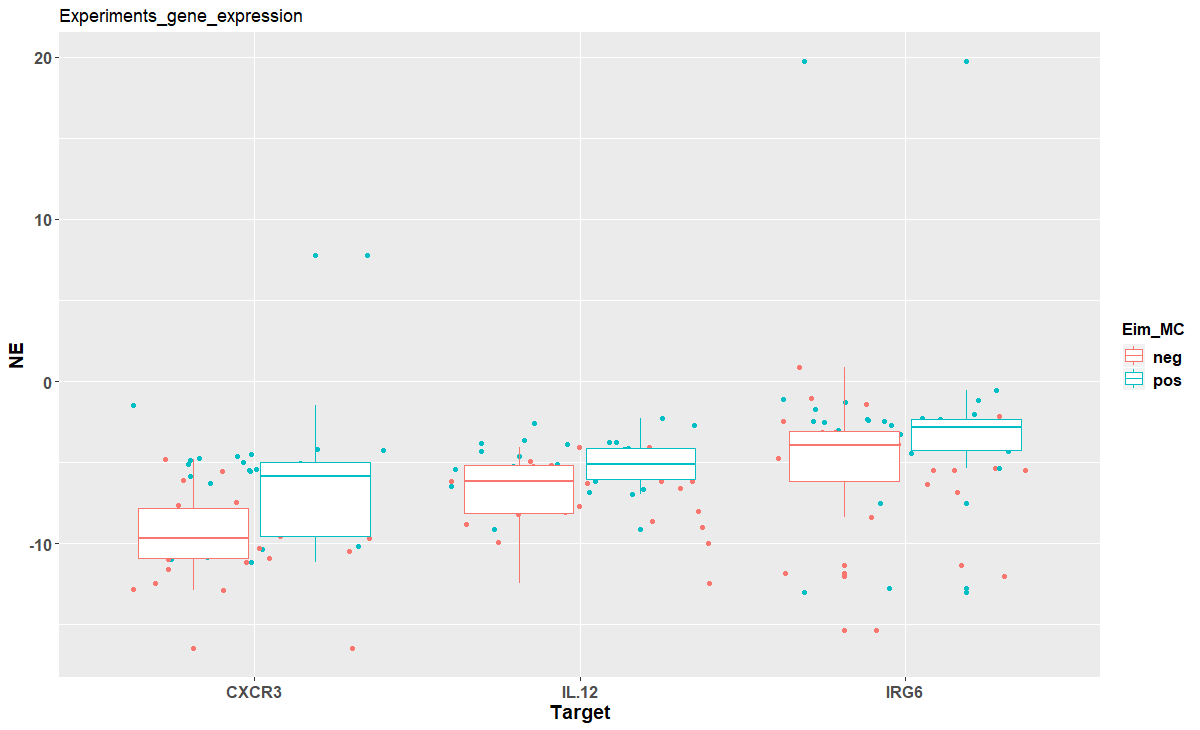 Experiments_gene_expression
20
10
0
-10
NE
CXCR3
IL.12
IRG6
Target
Eim_MC
neg
pos